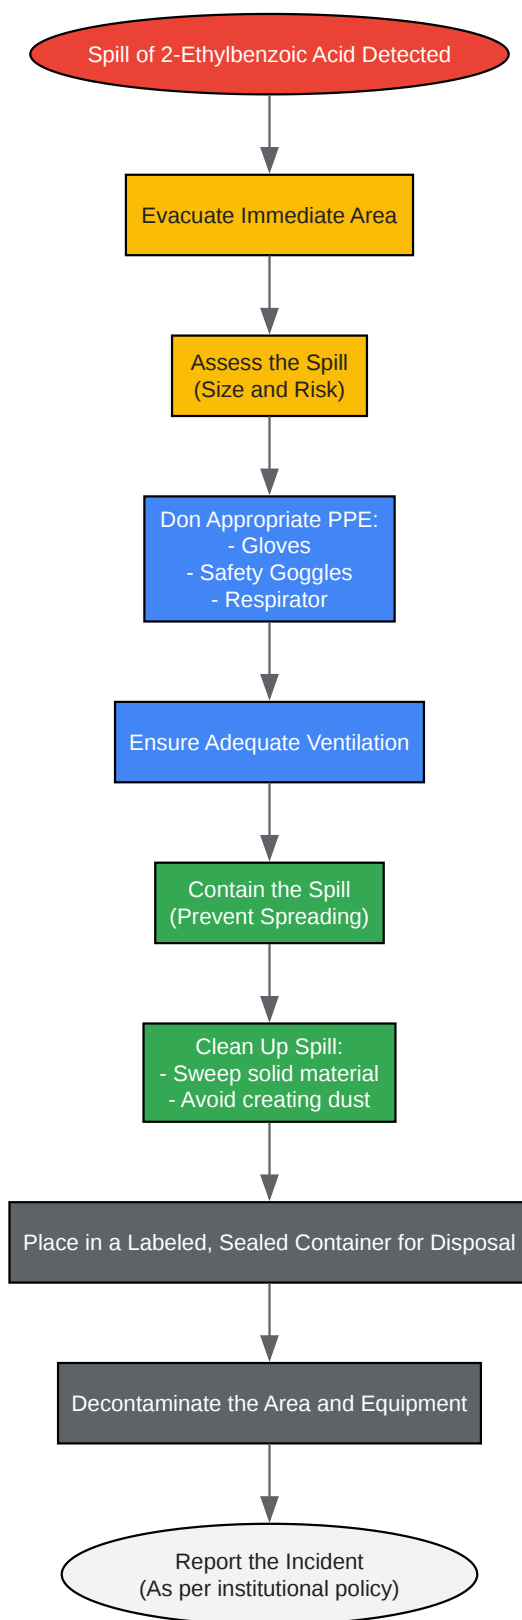 Spill of 2-Ethylbenzoic Acid Detected
Evacuate Immediate Area
Assess the Spill
(Size and Risk)
Don Appropriate PPE:
- Gloves
- Safety Goggles
- Respirator
Ensure Adequate Ventilation
Contain the Spill
(Prevent Spreading)
Clean Up Spill:
- Sweep solid material
- Avoid creating dust
Place in a Labeled, Sealed Container for Disposal
Decontaminate the Area and Equipment
Report the Incident
(As per institutional policy)